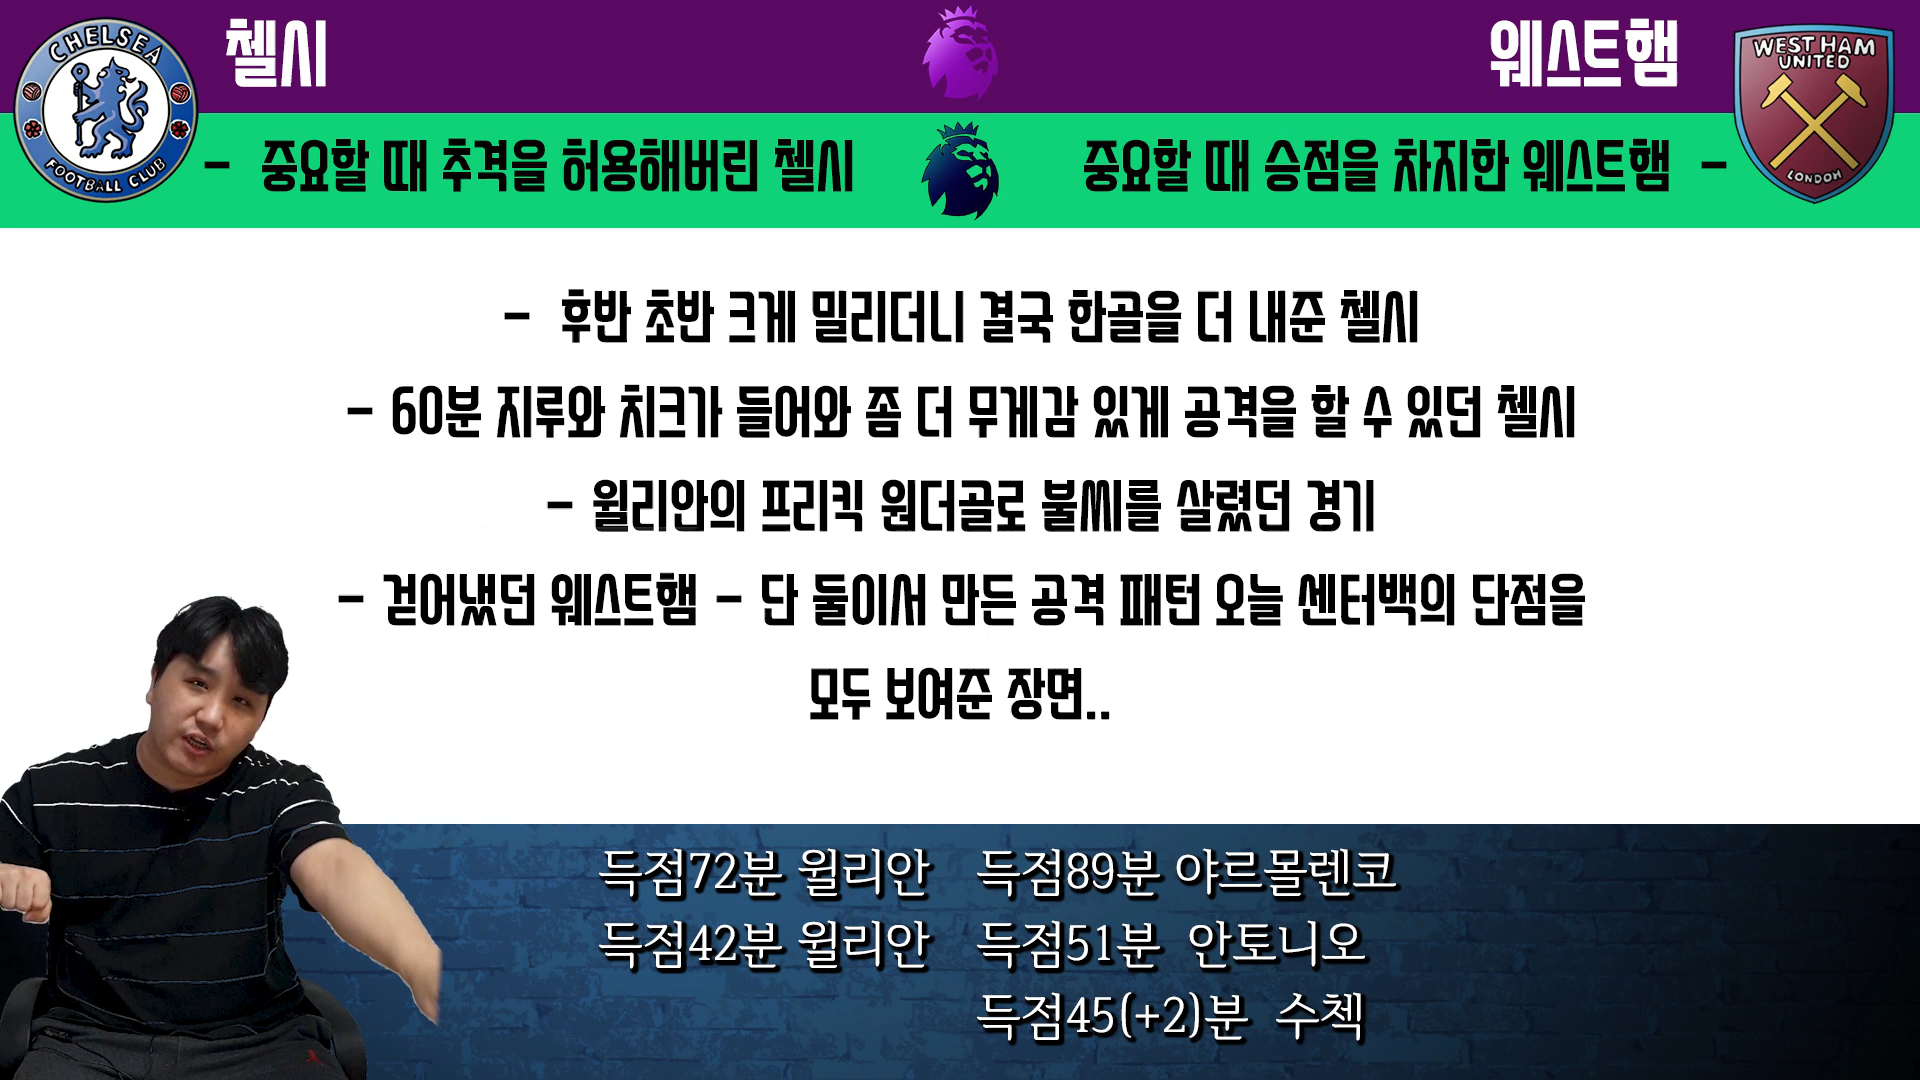 첼시
웨스트햄
CHELSEA
FOOTBALL CLUB
WEST HAM
UNITED
LONDON
- 중요할 때 추격을 허용해버린 첼시
중요할 때 승점을 차지한 웨스트햄 -
- 후반 초반 크게 밀리더니 결국 한골을 더 내준 첼시
- 60분 지루와 치크가 들어와 좀 더 무게감 있게 공격을 할 수 있던 첼시
- 윌리안의 프리킥 원더골로 불씨를 살렸던 경기
- 걷어냈던 웨스트햄 - 단 둘이서 만든 공격 패턴 오늘 센터백의 단점을
모두 보여준 장면..
득점72분 윌리안
득점42분 윌리안
득점89분 야르몰렌코
득점51분 안토니오
득점45(+2)분 수첵